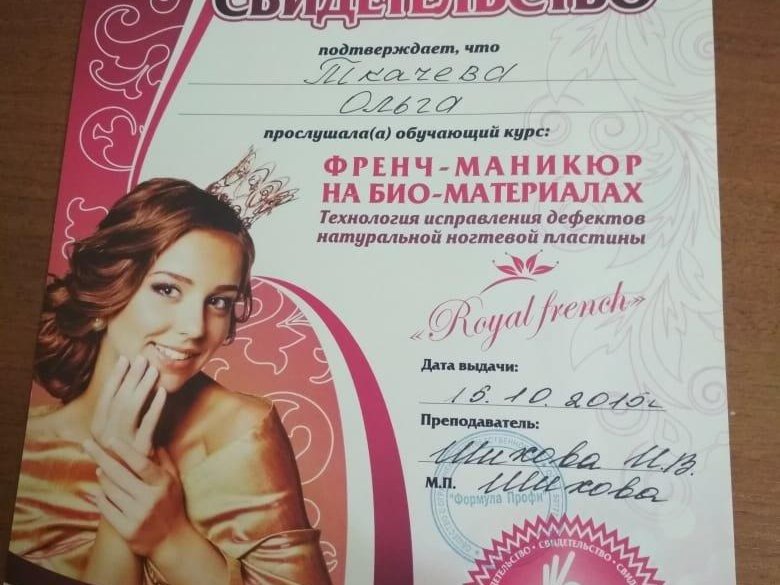 СВИДЕТЕЛЬСТВО
подтверждает, что
Ткачева
Ольга
прослушала(а) обучающий курс:
ФРЕНЧ-МАНИКЮР
НА БИО-МАТЕРИАЛАХ
Технология исправления дефектов
натуральной ногтевой пластины
«Royal french»
Дата выдачи:
15.10.2010г
Преподаватель:
Шихова И.В.
М.П. Шихова
"Формула Профи"
СВИДЕТЕЛЬСТВО · СВИДЕТЕЛЬСТВО